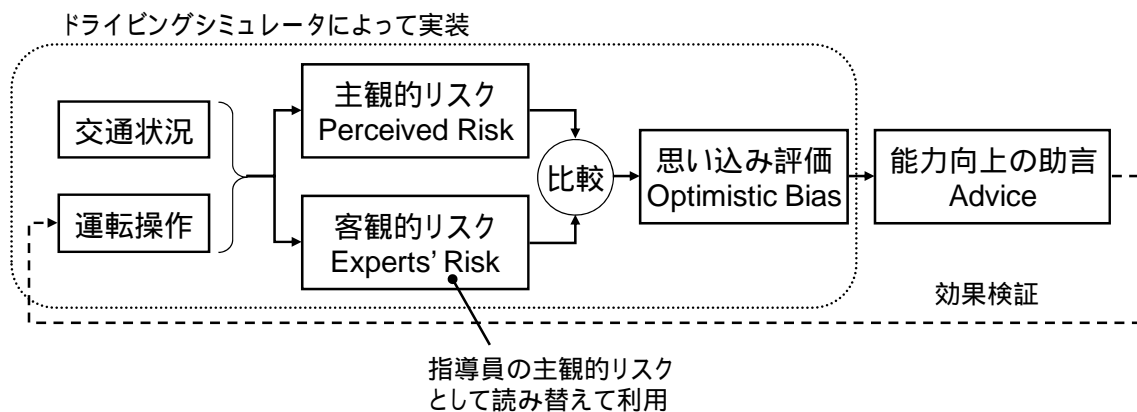 ドライビングシミュレータによって実装
交通状況
運転操作
主観的リスク
Perceived Risk
客観的リスク
Experts’ Risk
比較
思い込み評価
Optimistic Bias
能力向上の助言
Advice
効果検証
指導員の主観的リスク
として読み替えて利用